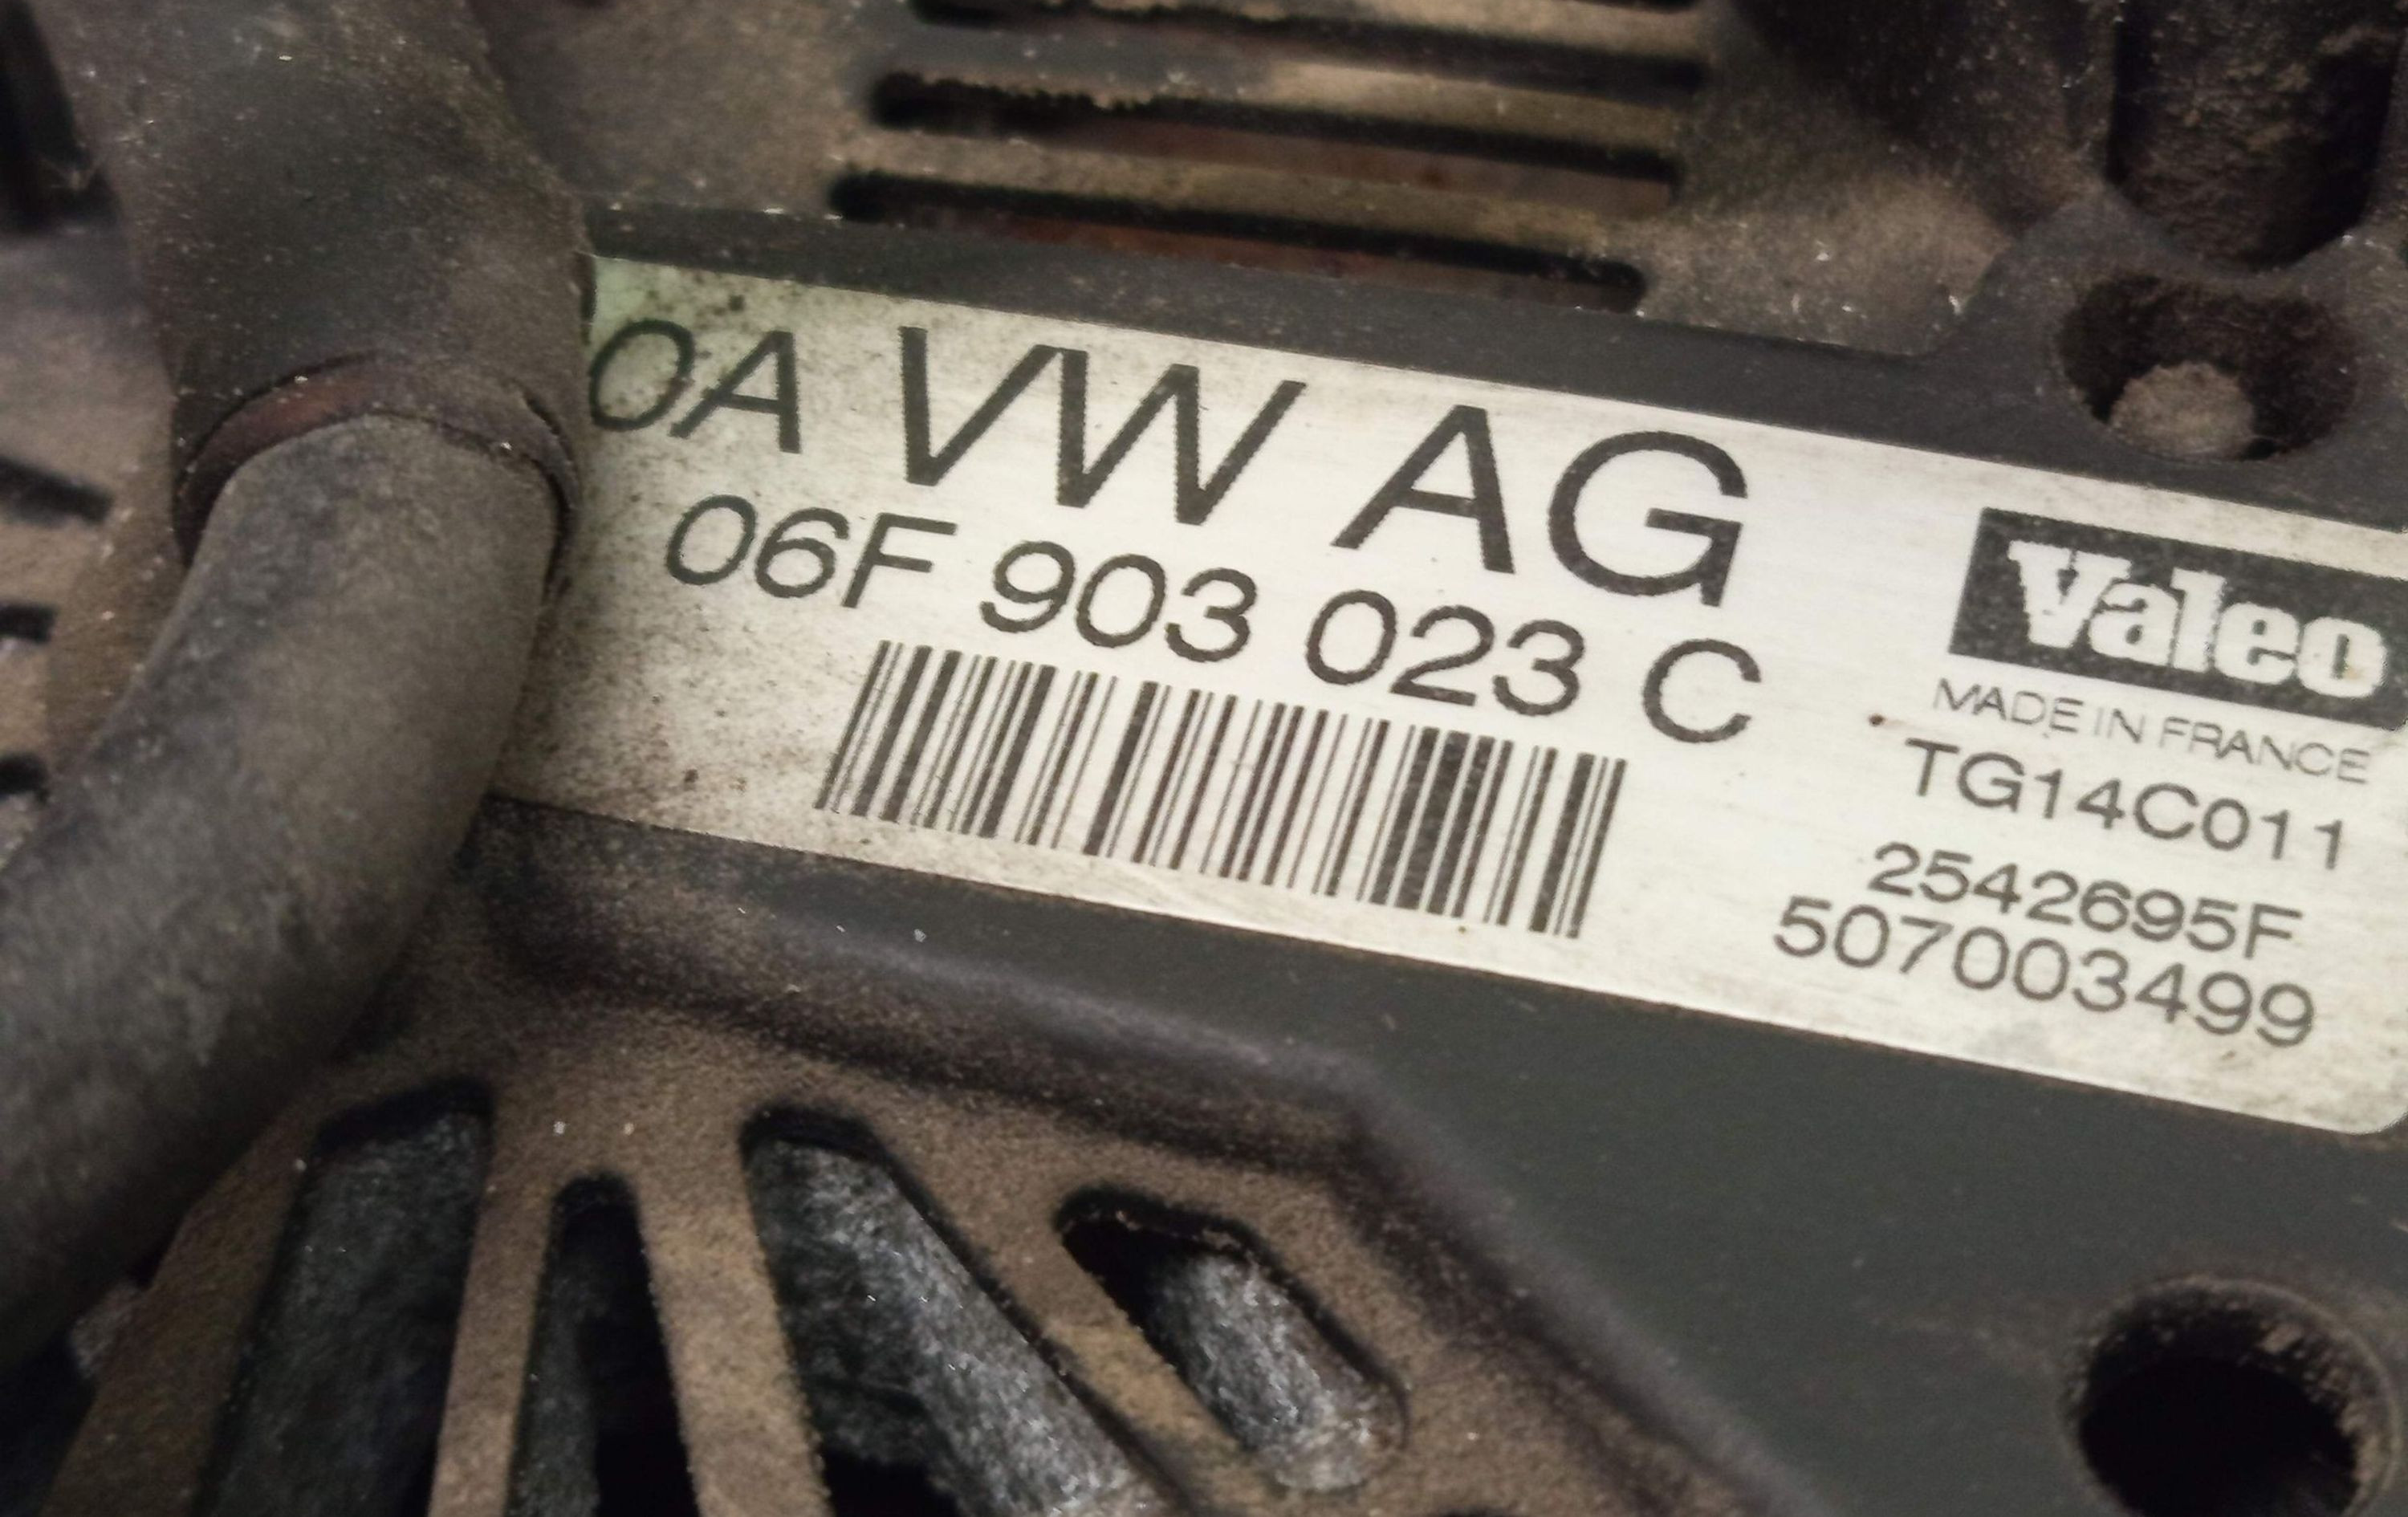 0A VW AG
06F 903 023 C
Valeo
MADE IN FRANCE
TG14C011
2542695F
507003499